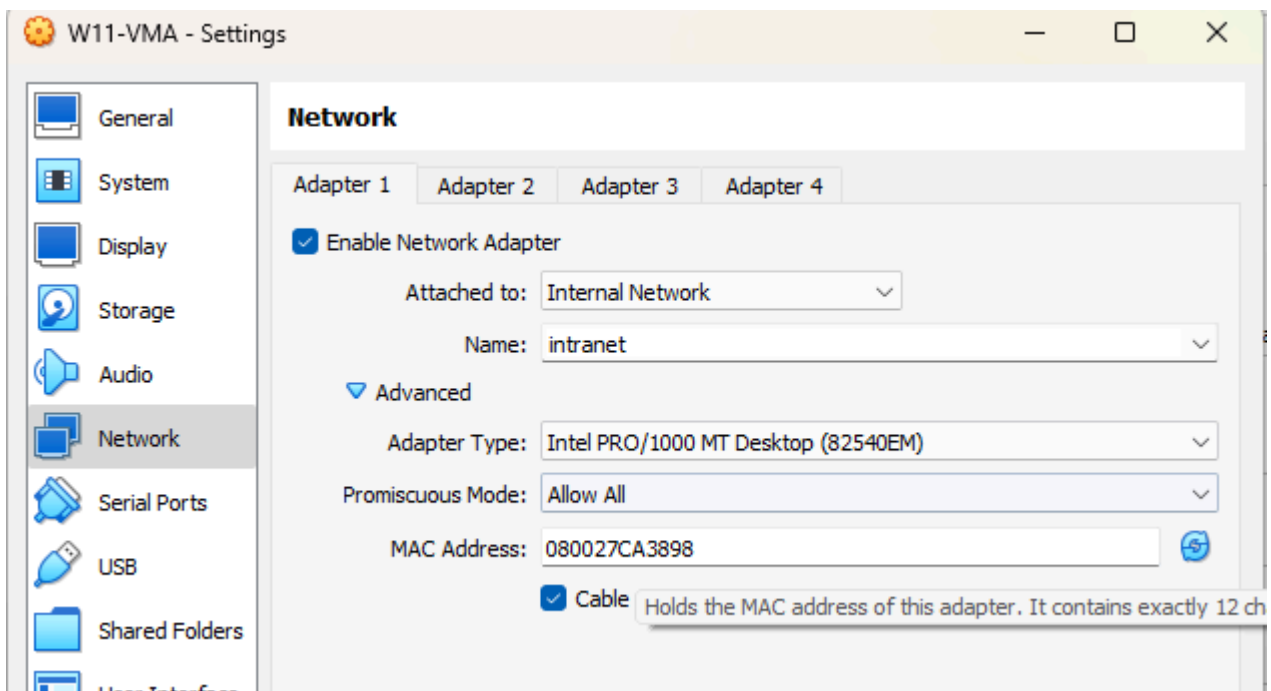 W11-VMA - Settings
General
System
Display
Storage
Audio
Network
Serial Ports
USB
Shared Folders
Network
Adapter 1 Adapter 2 Adapter 3 Adapter 4
Enable Network Adapter
Attached to: Internal Network
Name: intranet
Advanced
Adapter Type: Intel PRO/1000 MT Desktop (82540EM)
Promiscuous Mode: Allow All
MAC Address: 080027CA3898
Cable
Holds the MAC address of this adapter. It contains exactly 12